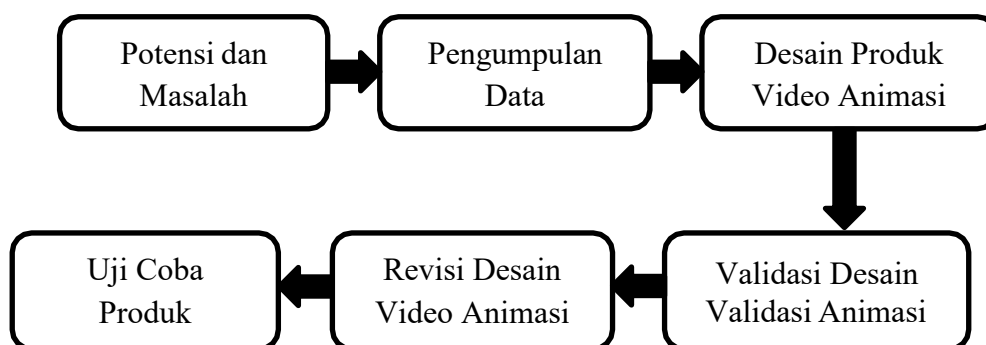 Potensi dan
Masalah
Pengumpulan
Data
Desain Produk
Video Animasi
Validasi Desain
Validasi Animasi
Revisi Desain
Video Animasi
Uji Coba
Produk